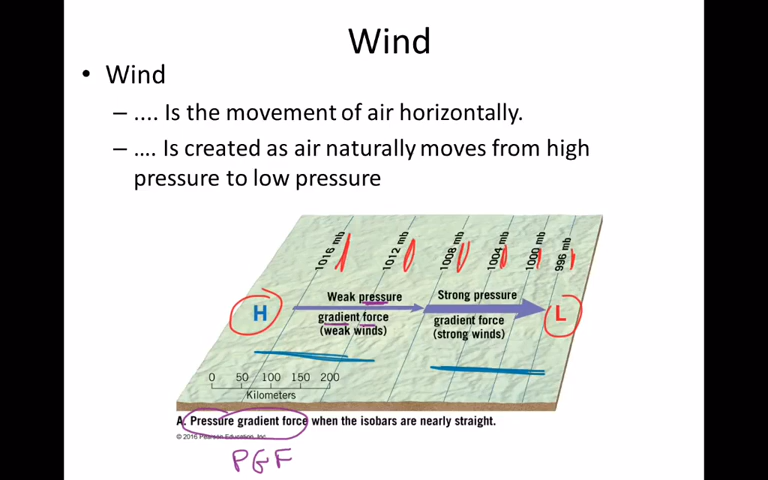 Wind
• Wind
– .... Is the movement of air horizontally.
– .... Is created as air naturally moves from high
pressure to low pressure
1016 mb
1012 mb
1008 mb
1004 mb
1000 mb
996 mb
Weak pressure
gradient force
(weak winds)
Strong pressure
gradient force
(strong winds)
H
L
0 50 100 150 200
Kilometers
A. Pressure gradient force when the isobars are nearly straight.
© 2016 Pearson Education, Inc.
PGF